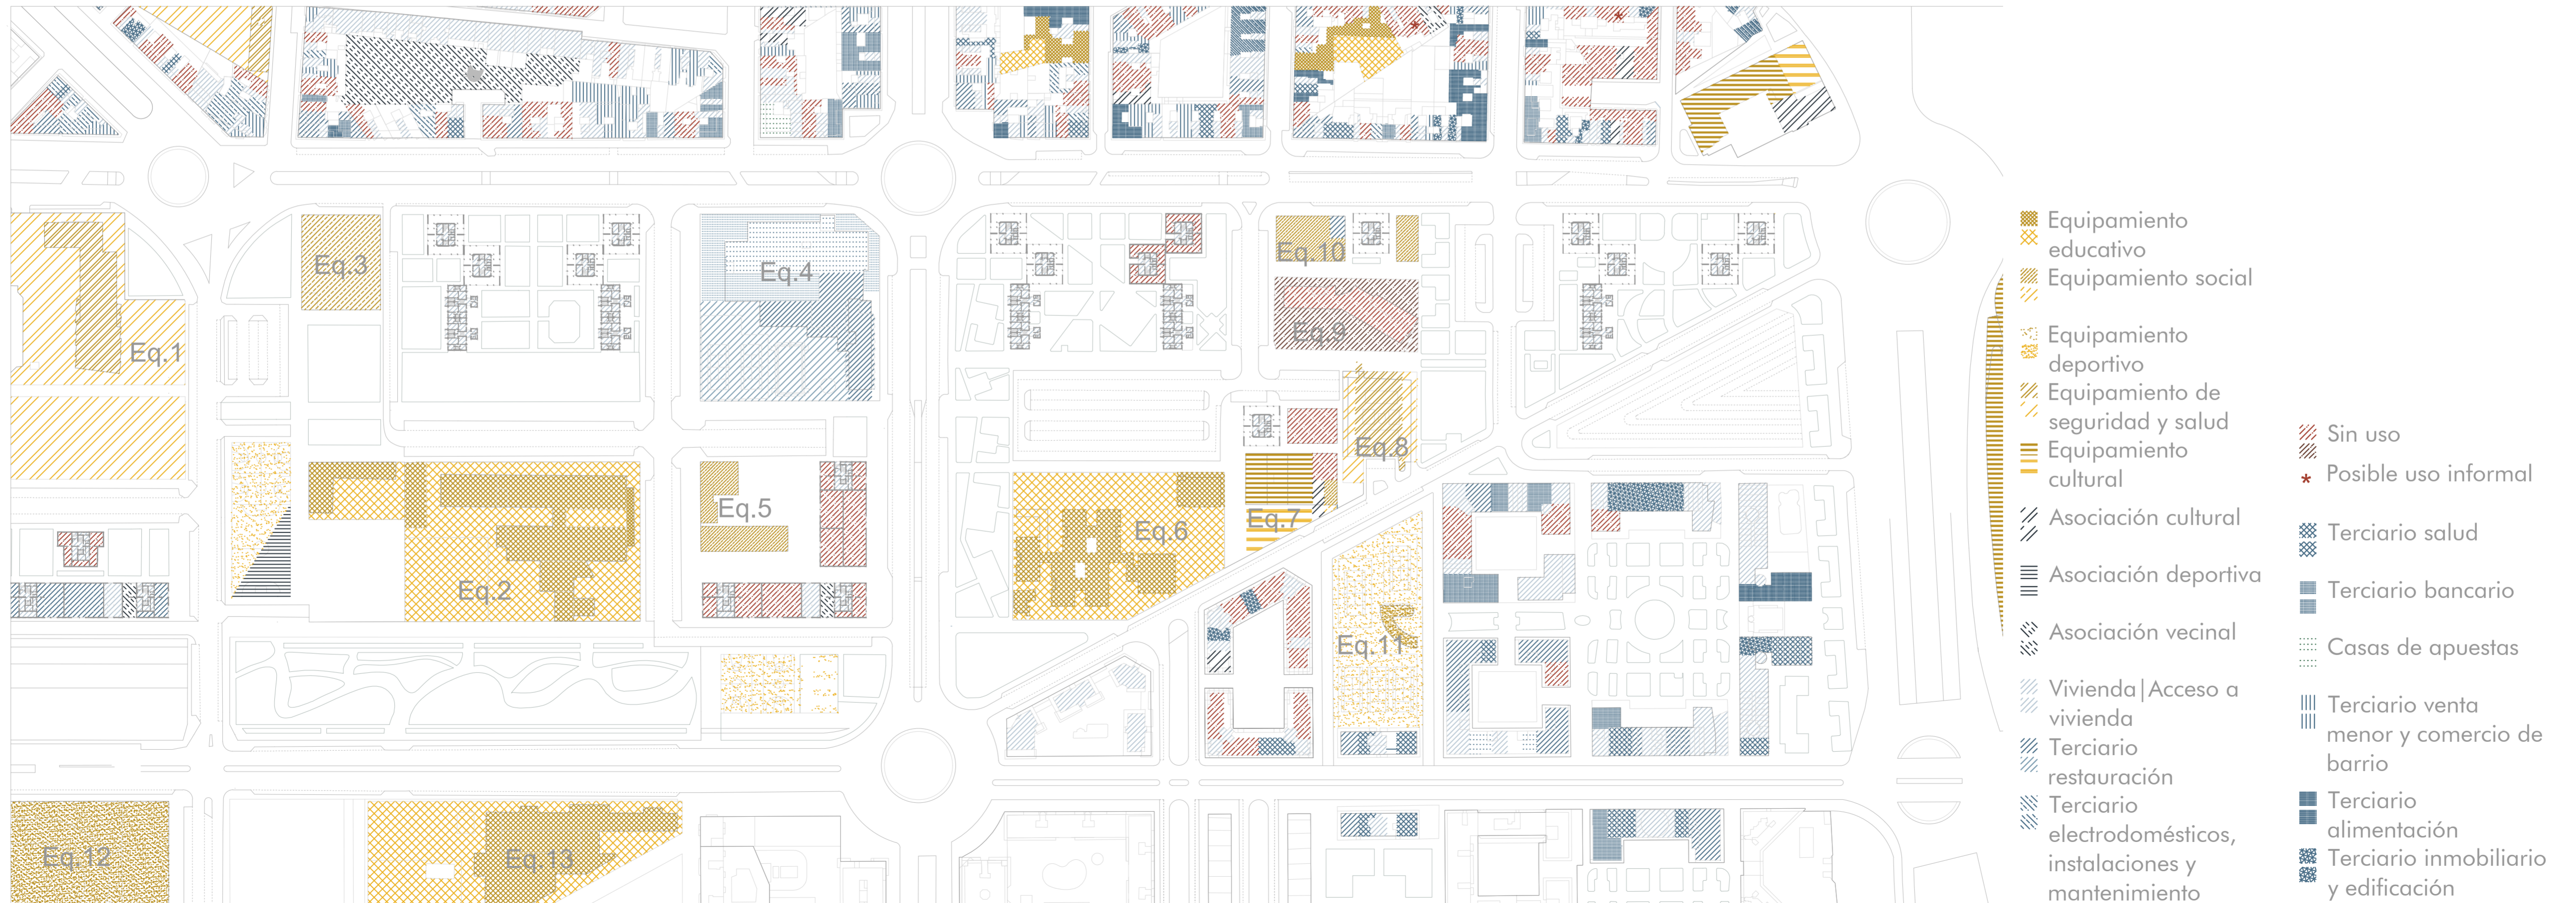 Eq.3
Eq.4
Eq.10
Eq.1
Eq.9
Eq.8
Eq.5
Eq.7
Eq.6
Eq.2
Eq.11
Eq.12
Eq.13
Equipamiento
educativo
Equipamiento social
Equipamiento
deportivo
Equipamiento de
seguridad y salud
Equipamiento
cultural
Asociación cultural
Asociación deportiva
Asociación vecinal
Vivienda|Acceso a
vivienda
Terciario
restauración
Terciario
electrodomésticos,
instalaciones y
mantenimiento
Sin uso
* Posible uso informal
Terciario salud
Terciario bancario
Casas de apuestas
Terciario venta
menor y comercio de
barrio
Terciario
alimentación
Terciario inmobiliario
y edificación